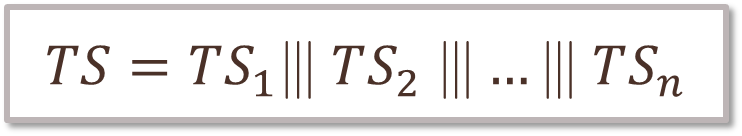 TS = TS₁ ||| TS₂ ||| ... ||| TSₙ